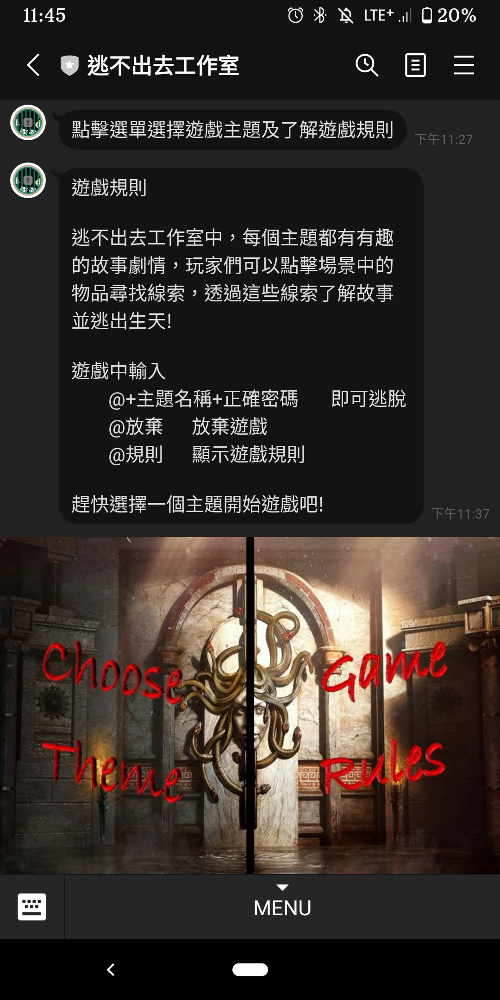 11:45
LTE+
20%
逃不出去工作室
點擊選單選擇遊戲主題及了解遊戲規則
下午11:27
遊戲規則
逃不出去工作室中，每個主題都有有趣
的故事劇情，玩家們可以點擊場景中的
物品尋找線索，透過這些線索了解故事
並逃出生天!
遊戲中輸入
@+主題名稱+正確密碼 即可逃脫
@放棄 放棄遊戲
@規則 顯示遊戲規則
趕快選擇一個主題開始遊戲吧!
下午11:37
Choose
Theme
Game
Rules
MENU